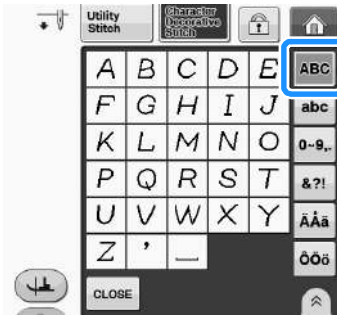 Utility Stitch
Character Decorative Stitch
A B C D E ABC
F G H I J abc
K L M N O 0~9,.
P Q R S T &?!
U V W X Y ÄÅä
Z ’ _ ôÖö
CLOSE